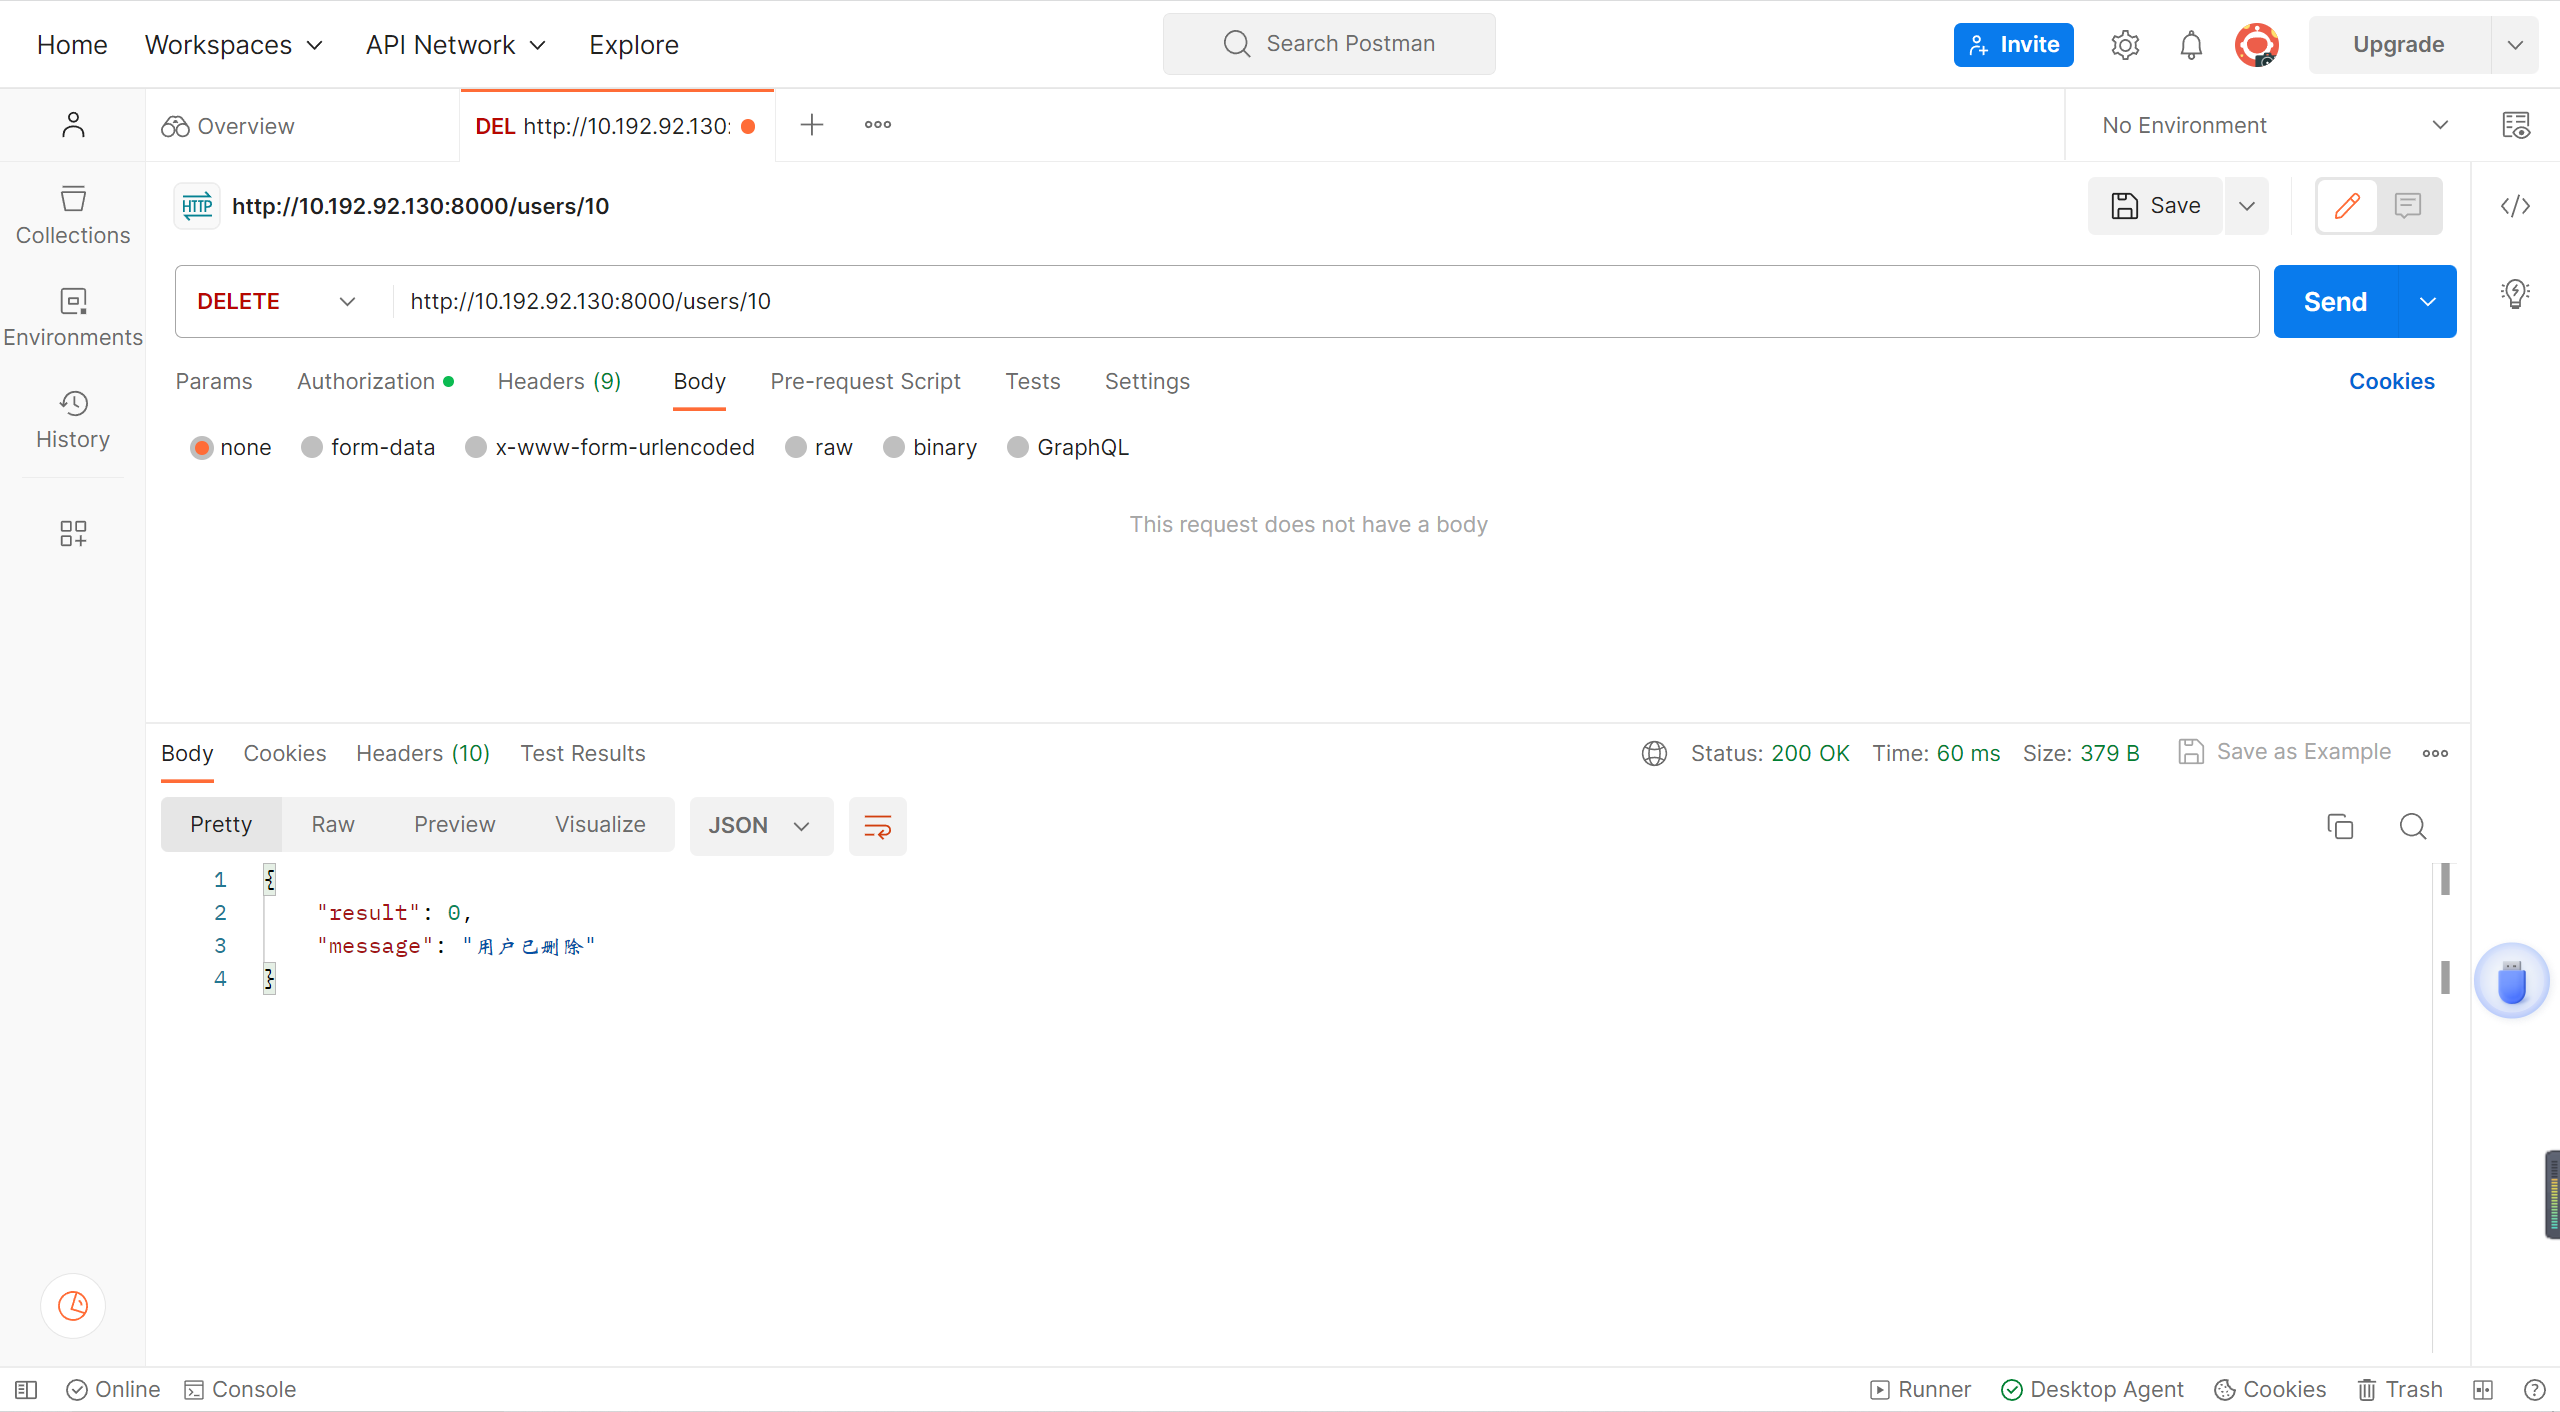 Home Workspaces API Network Explore Search Postman Invite Upgrade
Overview DEL http://10.192.92.130: No Environment
HTTP http://10.192.92.130:8000/users/10 Save
Collections
DELETE http://10.192.92.130:8000/users/10 Send
Environments
Params Authorization Headers (9) Body Pre-request Script Tests Settings Cookies
History
none form-data x-www-form-urlencoded raw binary GraphQL
This request does not have a body
Body Cookies Headers (10) Test Results Status: 200 OK Time: 60 ms Size: 379 B Save as Example
Pretty Raw Preview Visualize JSON
1 {
2 "result": 0,
3 "message": "用户已删除"
4 }
Online Console Runner Desktop Agent Cookies Trash